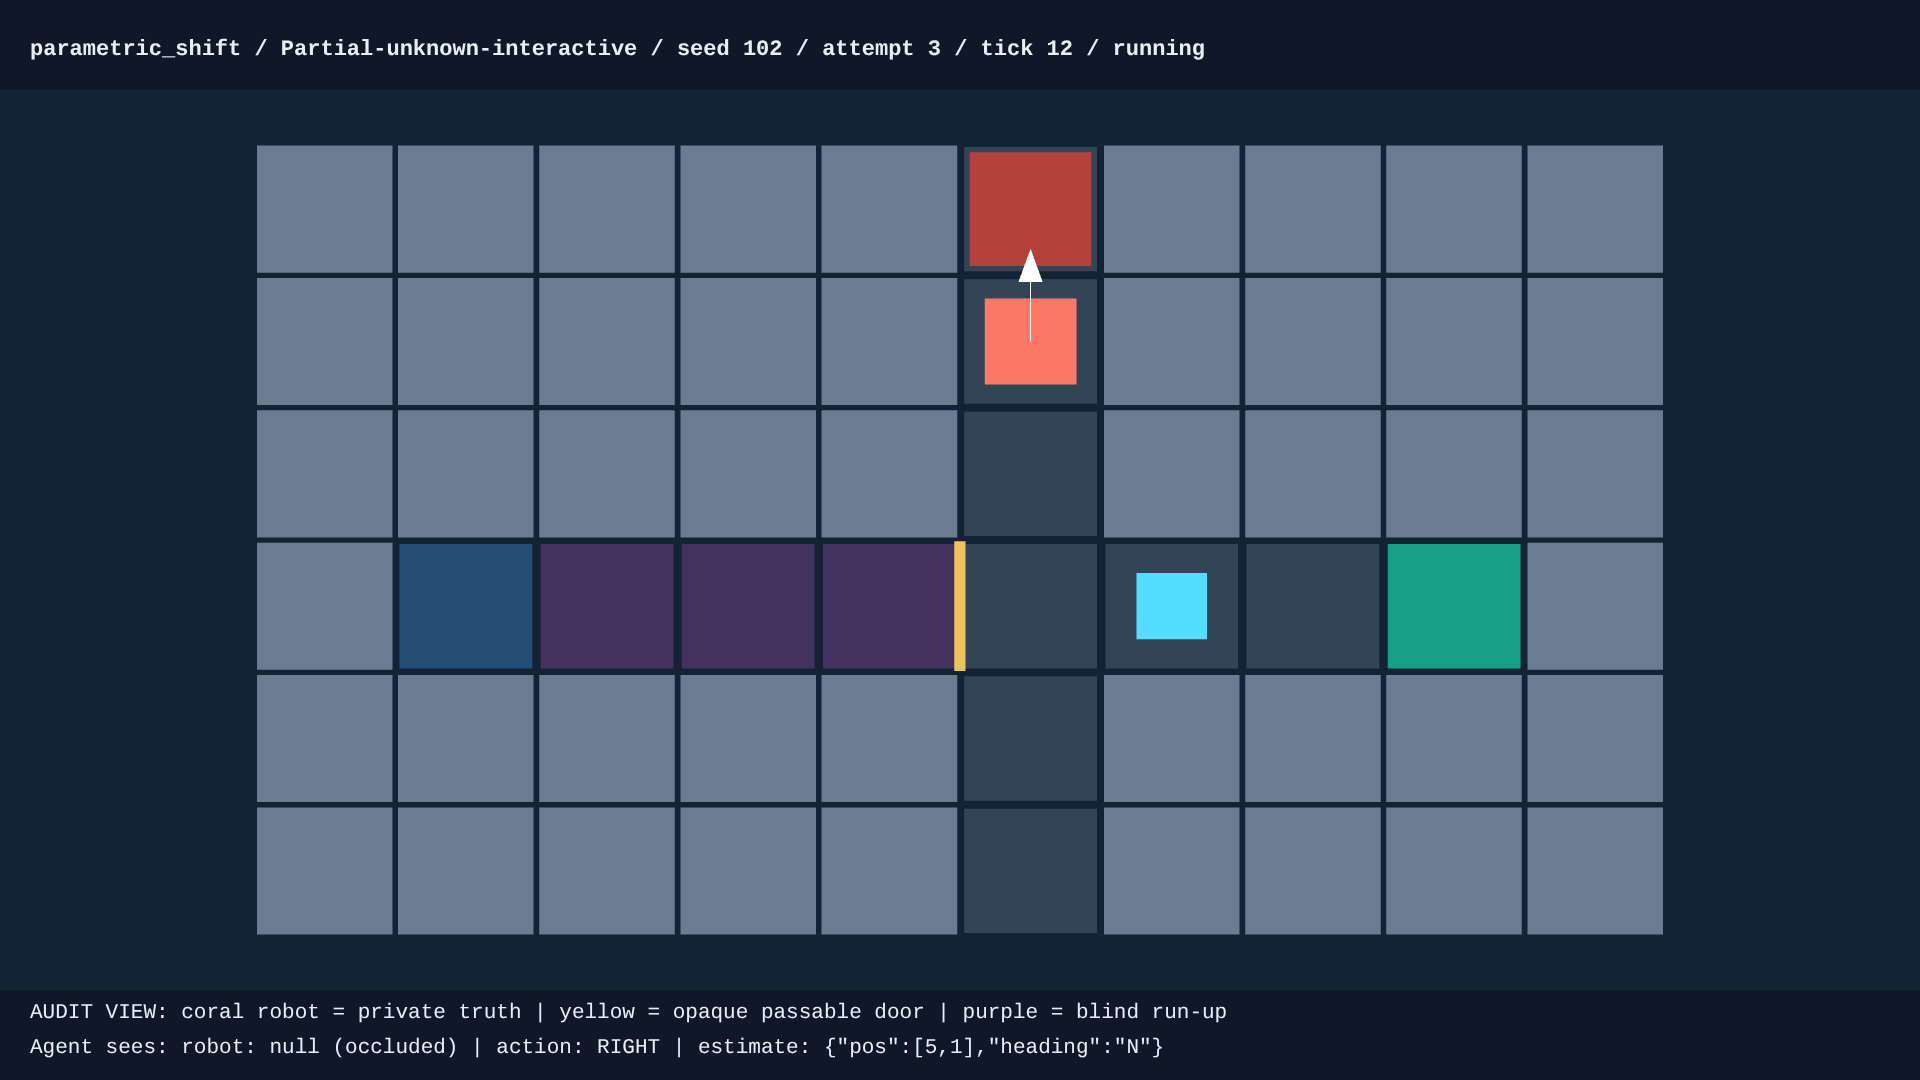 parametric_shift / Partial-unknown-interactive / seed 102 / attempt 3 / tick 12 / running
AUDIT VIEW: coral robot = private truth | yellow = opaque passable door | purple = blind run-up
Agent sees: robot: null (occluded) | action: RIGHT | estimate: {"pos":[5,1],"heading":"N"}